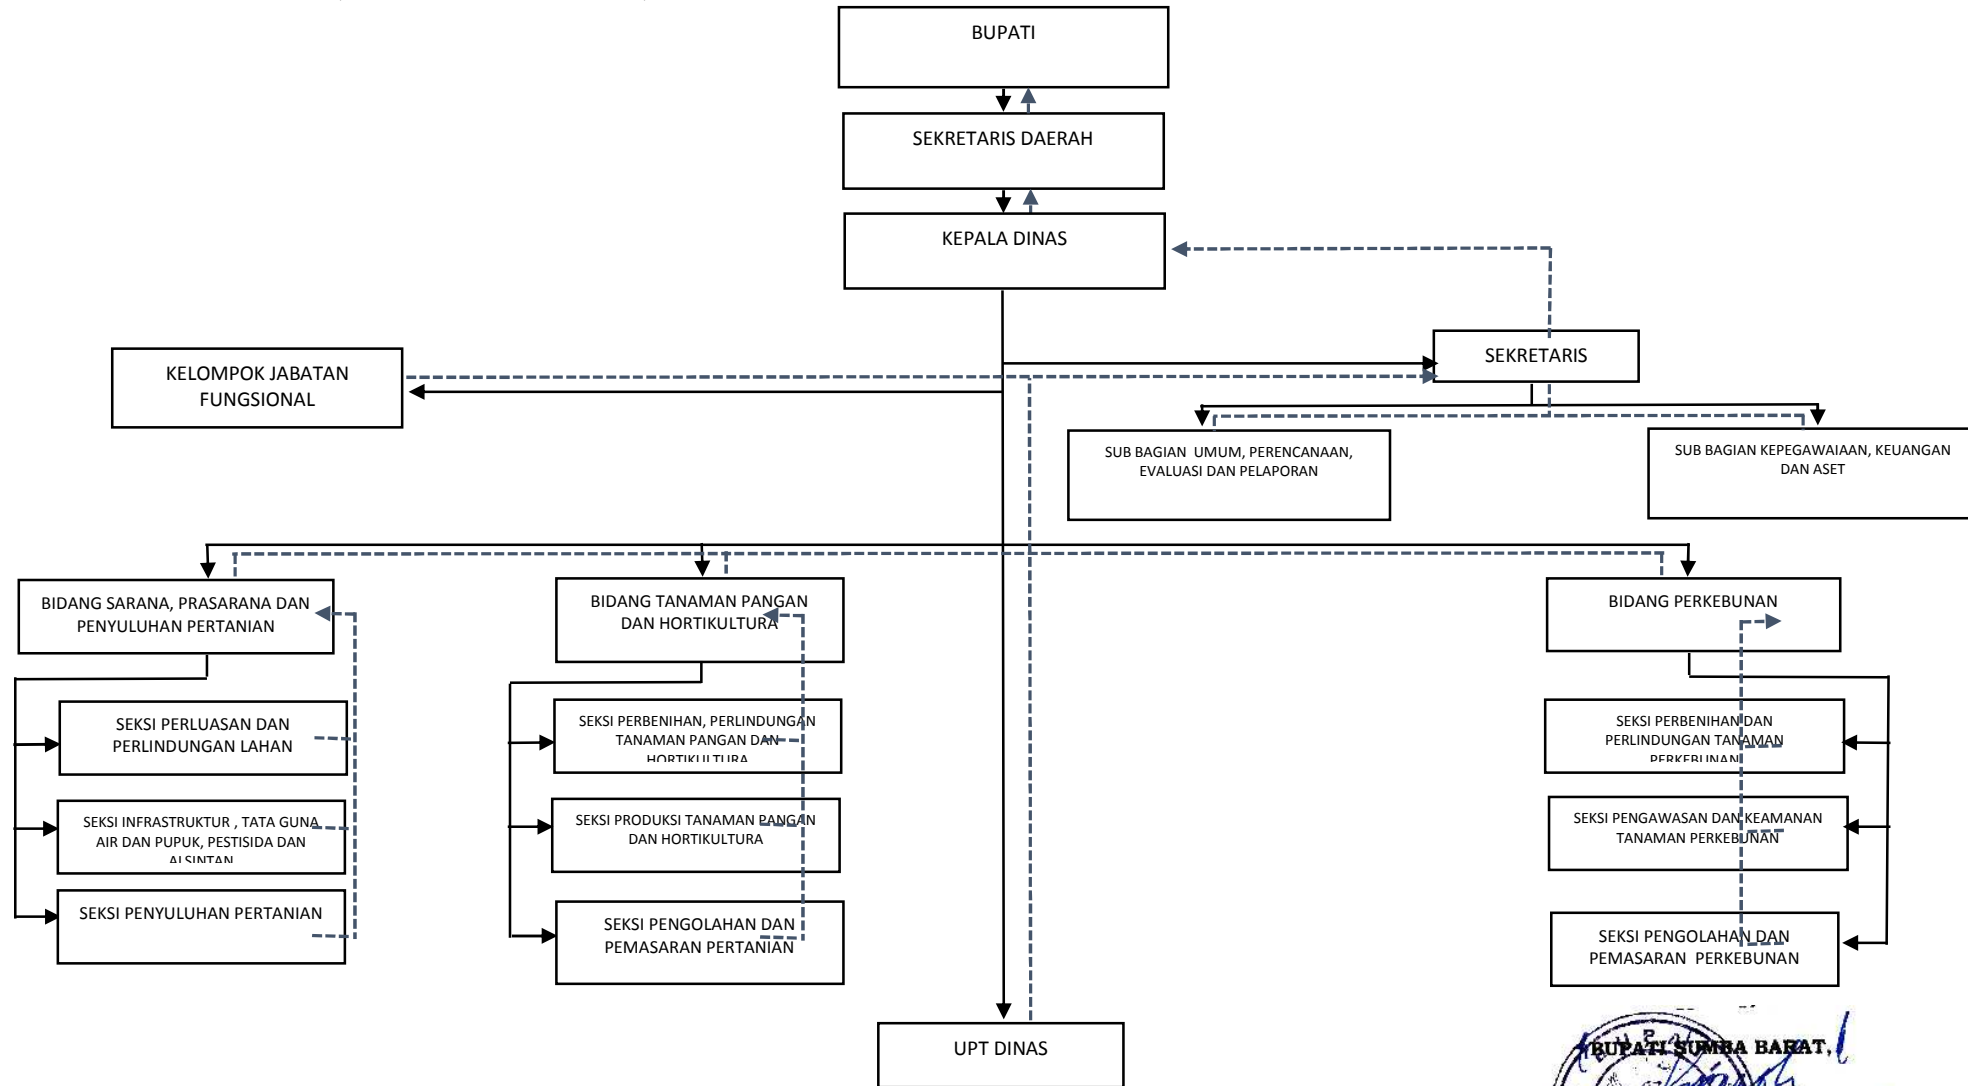 BUPATI
SEKRETARIS DAERAH
KEPALA DINAS
SEKRETARIS
KELOMPOK JABATAN
FUNGSIONAL
SUB BAGIAN UMUM, PERENCANAAN,
EVALUASI DAN PELAPORAN
SUB BAGIAN KEPEGAWAIAAN, KEUANGAN
DAN ASET
BIDANG SARANA, PRASARANA DAN
PENYULUHAN PERTANIAN
BIDANG TANAMAN PANGAN
DAN HORTIKULTURA
BIDANG PERKEBUNAN
SEKSI PERLUASAN DAN
PERLINDUNGAN LAHAN
SEKSI PERBENIHAN, PERLINDUNGAN
TANAMAN PANGAN DAN
HORTIKULTURA
SEKSI PERBENIHAN DAN
PERLINDUNGAN TANAMAN
PERKEBUNAN
SEKSI INFRASTRUKTUR , TATA GUNA
AIR DAN PUPUK, PESTISIDA DAN
ALSINTAN
SEKSI PRODUKSI TANAMAN PANGAN
DAN HORTIKULTURA
SEKSI PENGAWASAN DAN KEAMANAN
TANAMAN PERKEBUNAN
SEKSI PENYULUHAN PERTANIAN
SEKSI PENGOLAHAN DAN
PEMASARAN PERTANIAN
SEKSI PENGOLAHAN DAN
PEMASARAN PERKEBUNAN
UPT DINAS
BUPATI SUMBA BARAT,